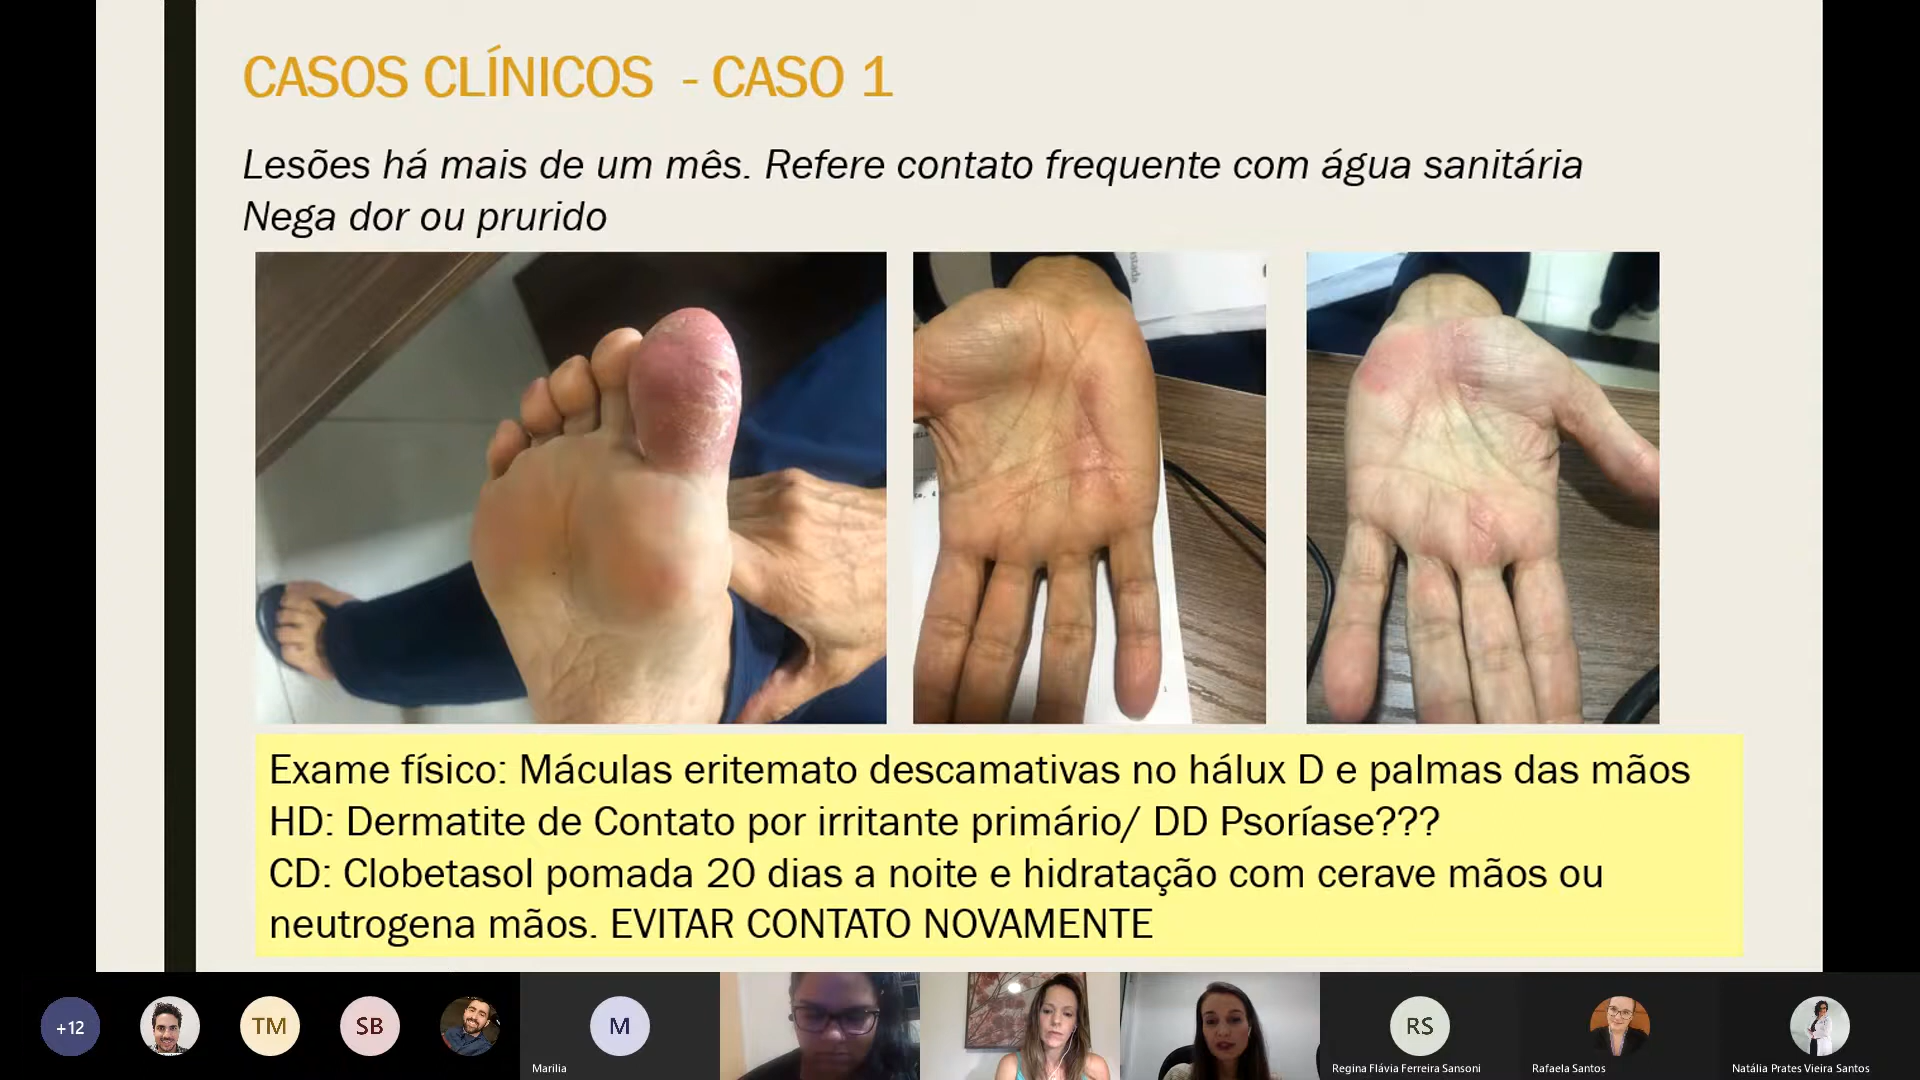 CASOS CLÍNICOS - CASO 1
Lesões há mais de um mês. Refere contato frequente com água sanitária
Nega dor ou prurido
Exame físico: Máculas eritemato descamativas no hálux D e palmas das mãos
HD: Dermatite de Contato por irritante primário/ DD Psoríase???
CD: Clobetasol pomada 20 dias a noite e hidratação com cerave mãos ou
neutrogena mãos. EVITAR CONTATO NOVAMENTE
+12
TM
SB
M
RS
Marilia
Regina Flávia Ferreira Sansoni
Rafaela Santos
Natália Prates Vieira Santos